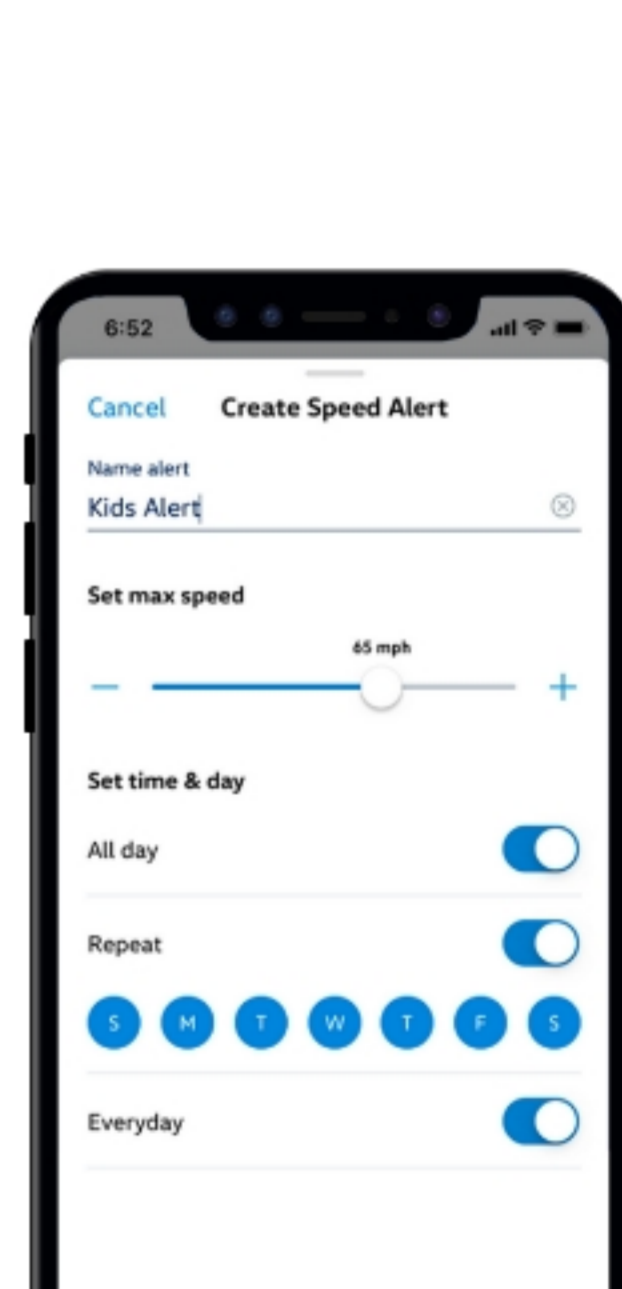 6:52
Cancel Create Speed Alert
Name alert
Kids Alert
Set max speed
65 mph
Set time & day
All day
Repeat
S M T W T F S
Everyday